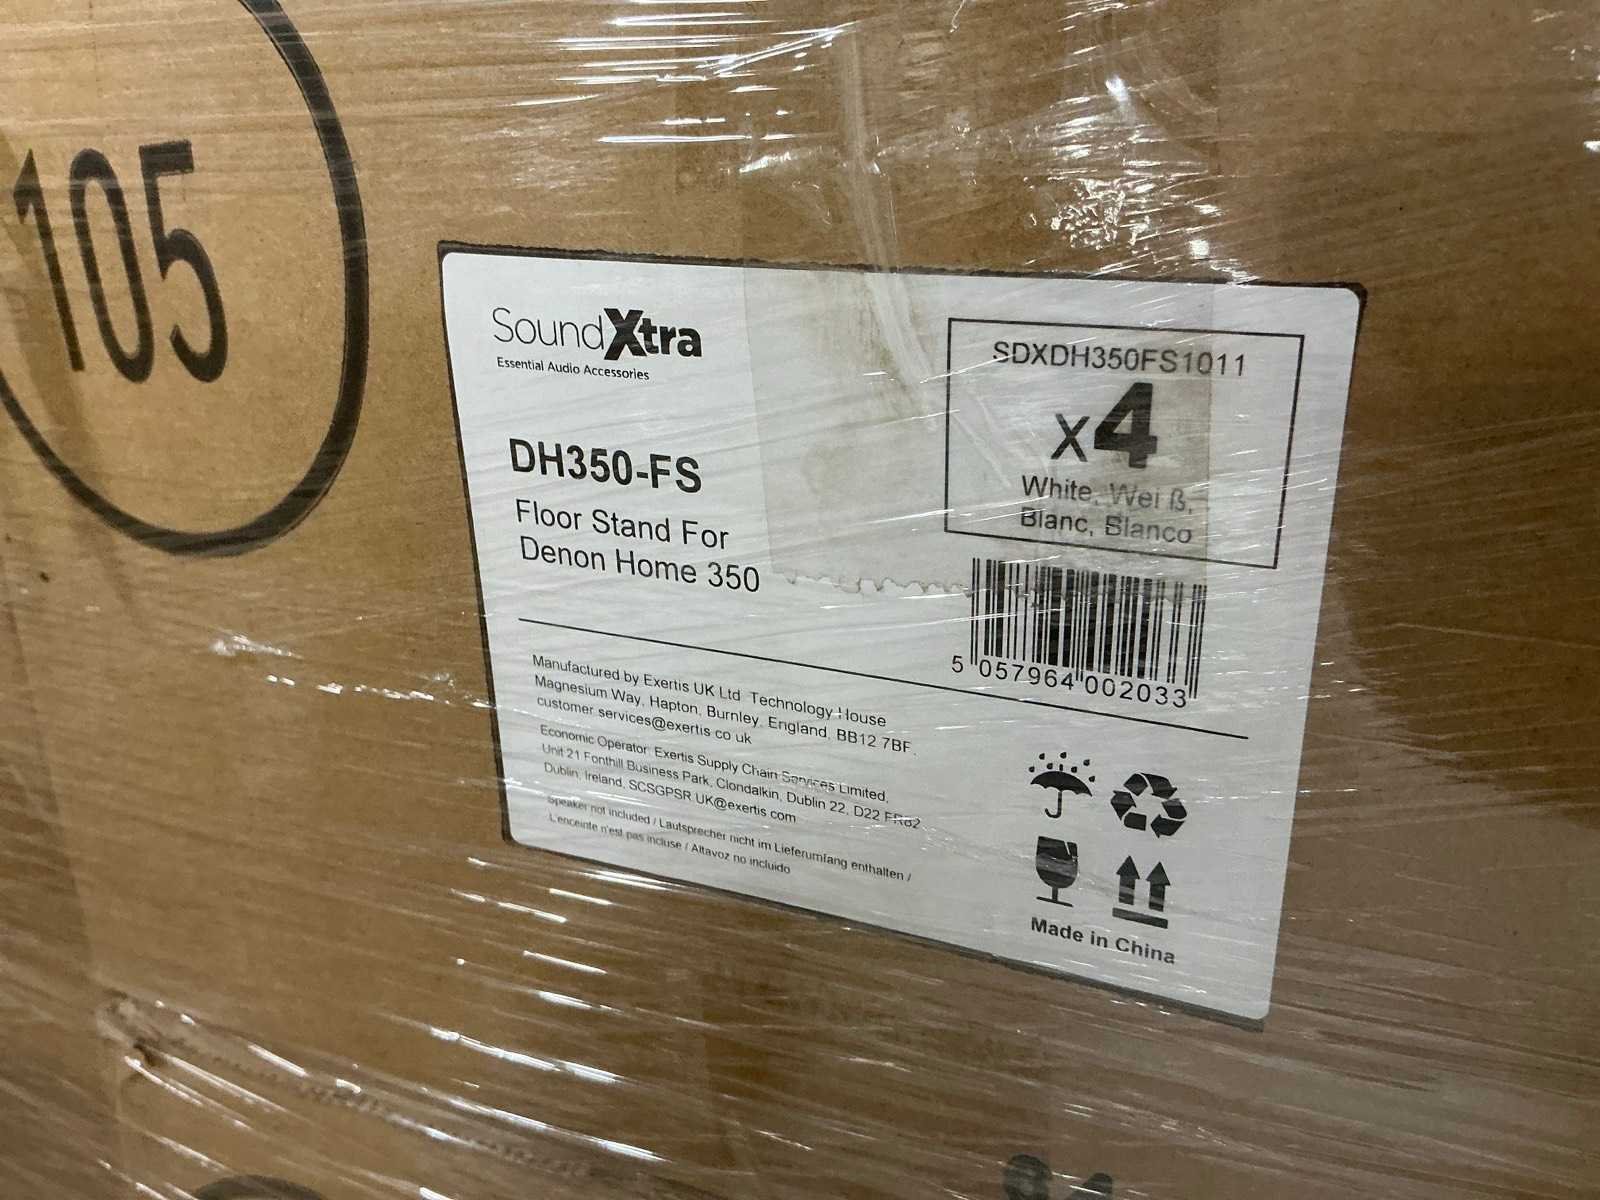 105
SoundXtra
Essential Audio Accessories
DH350-FS
Floor Stand For
Denon Home 350
SDXDH350FS1011
x4
White, Wei ß,
Blanc, Blanco
5 057964 002033
Manufactured by Exertis UK Ltd Technology House
Magnesium Way, Hapton, Burnley, England, BB12 7BF.
customer.services@exertis co uk
Economic Operator: Exertis Supply Chain Services Limited,
Unit 21 Fonthill Business Park, Clondalkin, Dublin 22, D22 FR82
Dublin, Ireland, SCSGPSR UK@exertis com
Speaker not included / Lautsprecher nicht im Lieferumfang enthalten /
L'enceinte n'est pas incluse / Altavoz no incluido
Made in China